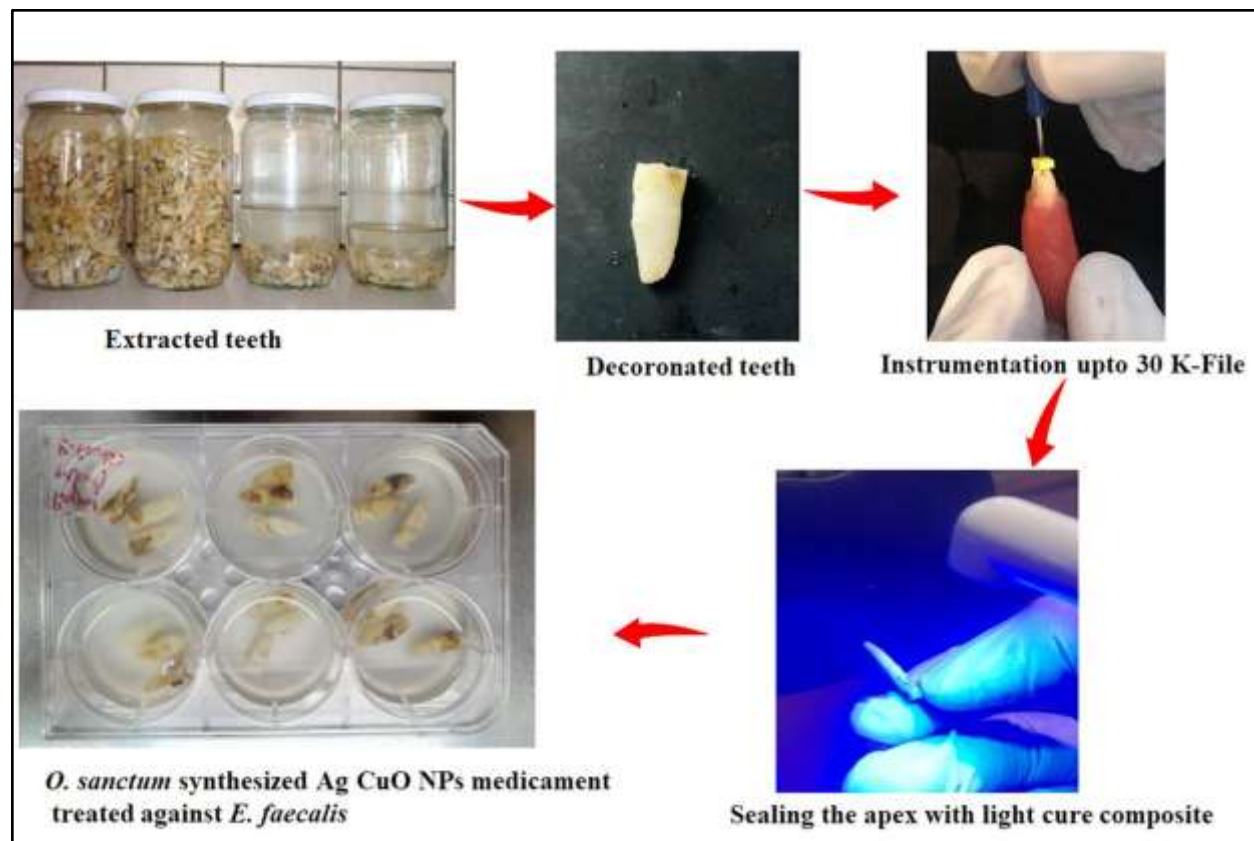 Extracted teeth
Decoronated teeth
Instrumentation upto 30 K-File
O. sanctum synthesized Ag CuO NPs medicament
treated against E. faecalis
Sealing the apex with light cure composite